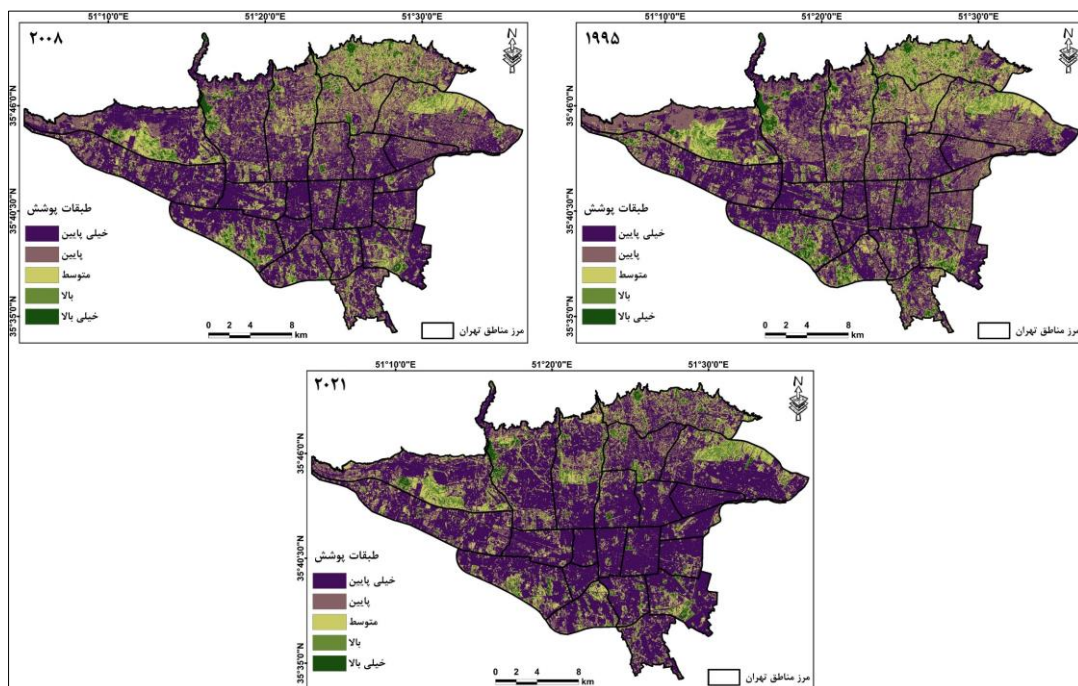 51°10'0"E 51°20'0"E 51°30'0"E
۲۰۰۸
N
35°46'0"N
35°40'30"N
35°35'0"N
طبقات پوشش
خیلی پایین
پایین
متوسط
بالا
خیلی بالا
0 2 4 8
km
مرز مناطق تهران
51°10'0"E 51°20'0"E 51°30'0"E
۱۹۹۵
N
35°46'0"N
35°40'30"N
35°35'0"N
طبقات پوشش
خیلی پایین
پایین
متوسط
بالا
خیلی بالا
0 2 4 8
km
مرز مناطق تهران
51°10'0"E 51°20'0"E 51°30'0"E
۲۰۲۱
N
35°46'0"N
35°40'30"N
35°35'0"N
طبقات پوشش
خیلی پایین
پایین
متوسط
بالا
خیلی بالا
0 2 4 8
km
مرز مناطق تهران